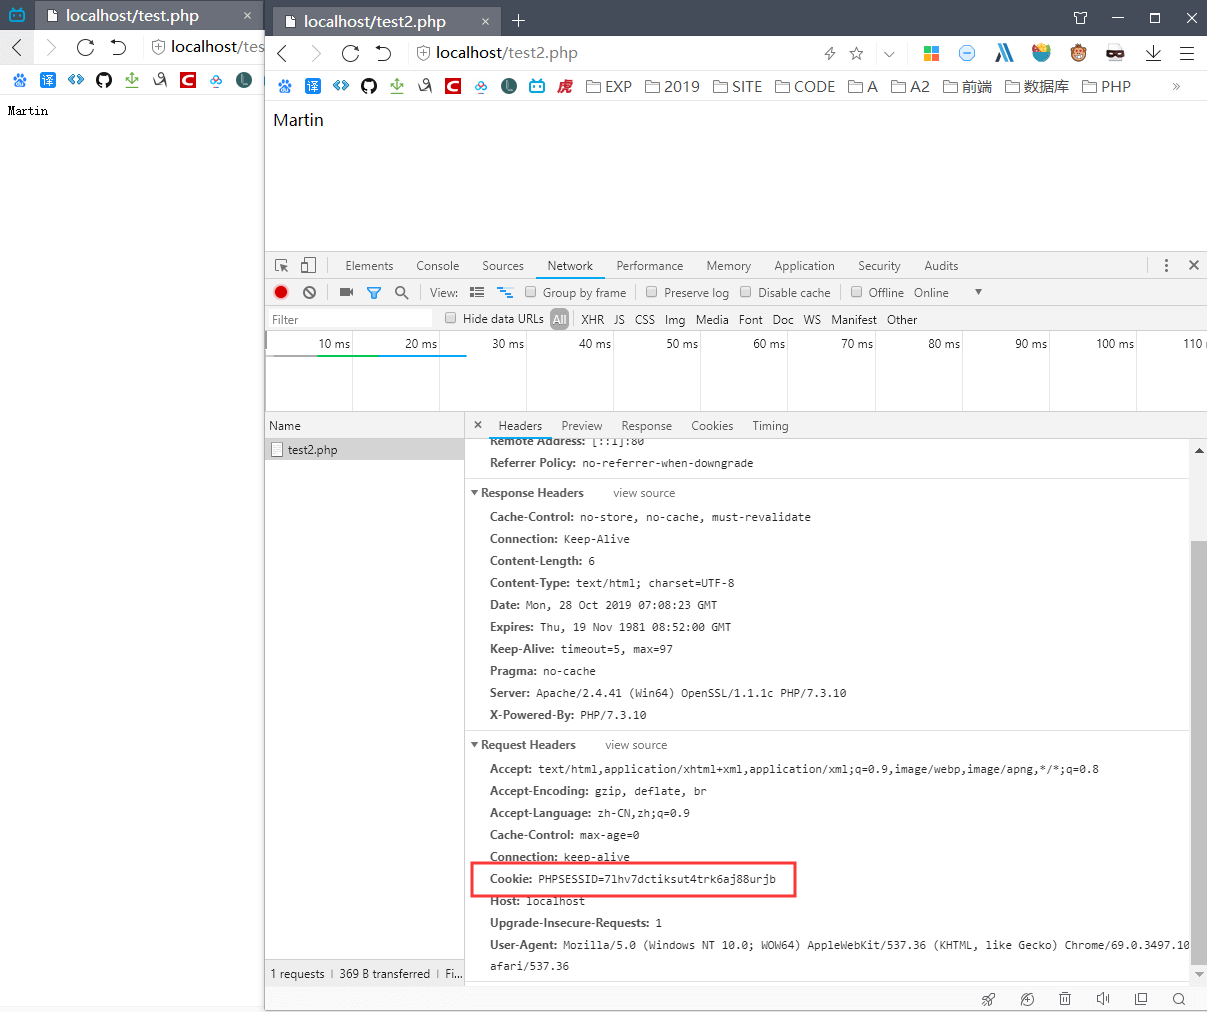 localhost/test.php
localhost/tes
Martin
localhost/test2.php
localhost/test2.php
译 C L 译 C L 虎 EXP 2019 SITE CODE A A2 前端 数据库 PHP »
Martin
Elements Console Sources Network Performance Memory Application Security Audits
View: Group by frame Preserve log Disable cache Offline Online
Filter Hide data URLs All XHR JS CSS Img Media Font Doc WS Manifest Other
10 ms 20 ms 30 ms 40 ms 50 ms 60 ms 70 ms 80 ms 90 ms 100 ms 110
Name
test2.php
1 requests 369 B transferred Fi...
Headers Preview Response Cookies Timing
Remote Address: [::1]:80
Referrer Policy: no-referrer-when-downgrade
Response Headers view source
Cache-Control: no-store, no-cache, must-revalidate
Connection: Keep-Alive
Content-Length: 6
Content-Type: text/html; charset=UTF-8
Date: Mon, 28 Oct 2019 07:08:23 GMT
Expires: Thu, 19 Nov 1981 08:52:00 GMT
Keep-Alive: timeout=5, max=97
Pragma: no-cache
Server: Apache/2.4.41 (Win64) OpenSSL/1.1.1c PHP/7.3.10
X-Powered-By: PHP/7.3.10
Request Headers view source
Accept: text/html,application/xhtml+xml,application/xml;q=0.9,image/webp,image/apng,*/*;q=0.8
Accept-Encoding: gzip, deflate, br
Accept-Language: zh-CN,zh;q=0.9
Cache-Control: max-age=0
Connection: keep-alive
Cookie: PHPSESSID=7lhv7dctiksut4trk6aj88urjb
Host: localhost
Upgrade-Insecure-Requests: 1
User-Agent: Mozilla/5.0 (Windows NT 10.0; WOW64) AppleWebKit/537.36 (KHTML, like Gecko) Chrome/69.0.3497.10
afari/537.36